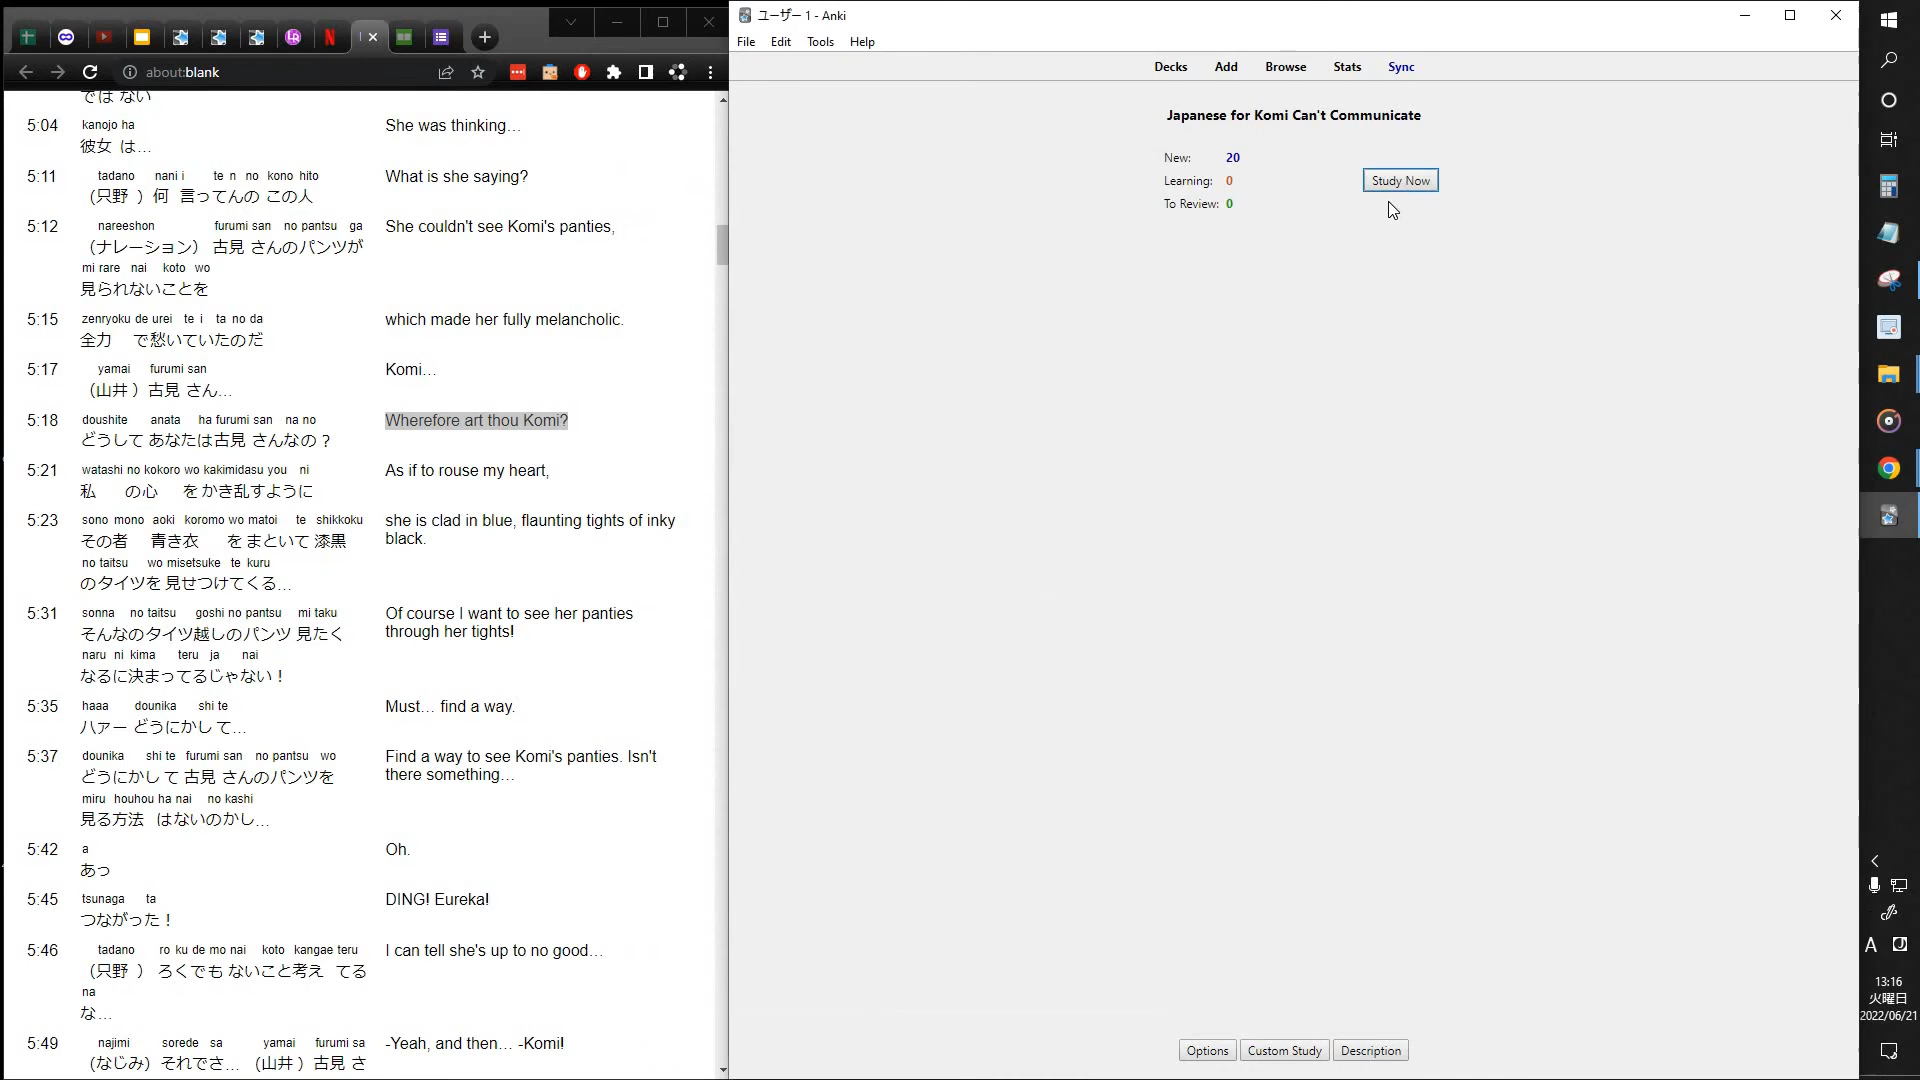 about:blank
では ない
5:04
kanojo ha
彼女 は…
She was thinking…
5:11
tadano nani i te n no kono hito
（只野 ）何 言ってんの この人
What is she saying?
5:12
nareeshon furumi san no pantsu ga
（ナレーション） 古見 さんのパンツが
mi rare nai koto wo
見られないことを
She couldn't see Komi's panties,
5:15
zenryoku de urei te i ta no da
全力 で愁いていたのだ
which made her fully melancholic.
5:17
yamai furumi san
（山井 ）古見 さん…
Komi…
5:18
doushite anata ha furumi san na no
どうして あなたは古見 さんなの？
Wherefore art thou Komi?
5:21
watashi no kokoro wo kakimidasu you ni
私 の心 をかき乱すように
As if to rouse my heart,
5:23
sono mono aoki koromo wo matoi te shikkoku
その者 青き衣 を まといて 漆黒
no taitsu wo misetsuke te kuru
のタイツを 見せつけてくる…
she is clad in blue, flaunting tights of inky
black.
5:31
sonna no taitsu goshi no pantsu mi taku
そんなのタイツ越しのパンツ 見たく
naru ni kima teru ja nai
なるに決まってるじゃない！
Of course I want to see her panties
through her tights!
5:35
haaa dounika shi te
ハァー どうにかし て…
Must… find a way.
5:37
dounika shi te furumi san no pantsu wo
どうにかし て 古見 さんのパンツを
miru houhou ha nai no kashi
見る方法 はないのかし…
Find a way to see Komi's panties. Isn't
there something…
5:42
a
あっ
Oh.
5:45
tsunaga ta
つながった！
DING! Eureka!
5:46
tadano ro ku de mo nai koto kangae teru
（只野 ） ろくでも ないこと考え てる
na
な…
I can tell she's up to no good…
5:49
najimi sorede sa yamai furumi sa
（なじみ）それでさ… （山井 ）古見 さ
-Yeah, and then… -Komi!
ユーザー 1 - Anki
File Edit Tools Help
Decks Add Browse Stats Sync
Japanese for Komi Can't Communicate
New: 20
Learning: 0
To Review: 0
Study Now
Options Custom Study Description
A
13:16
火曜日
2022/06/21